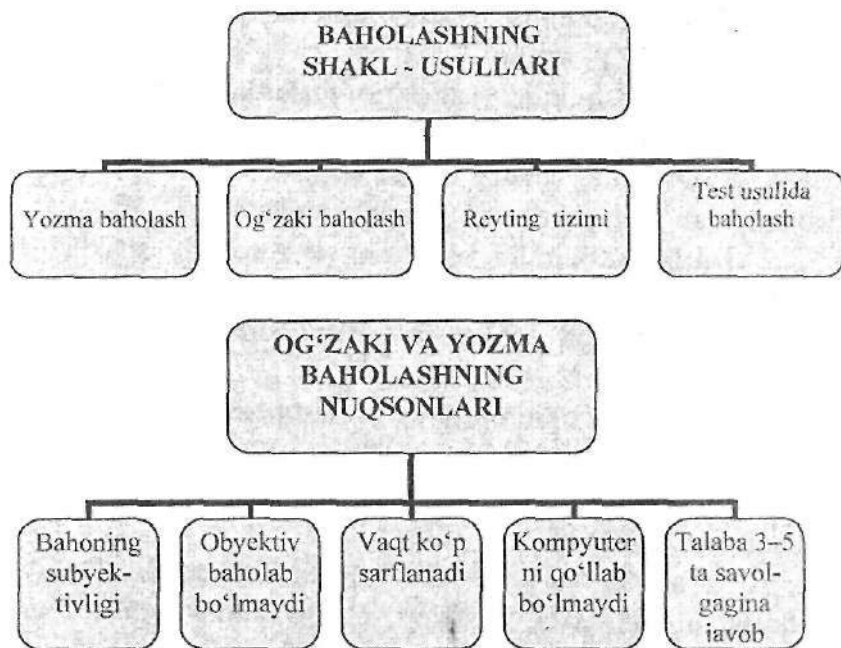 BAHOLASHNING
SHAKL - USULLARI
Yozma baholash
Og‘zaki baholash
Reyting tizimi
Test usulida
baholash
OG‘ZAKI VA YOZMA
BAHOLASHNING
NUQSONLARI
Bahoning
subyek-
tivligi
Obyektiv
baholab
bo‘lmaydi
Vaqt ko‘p
sarflanadi
Kompyuter
ni qo‘llab
bo‘lmaydi
Talaba 3–5
ta savol-
gagina
javob